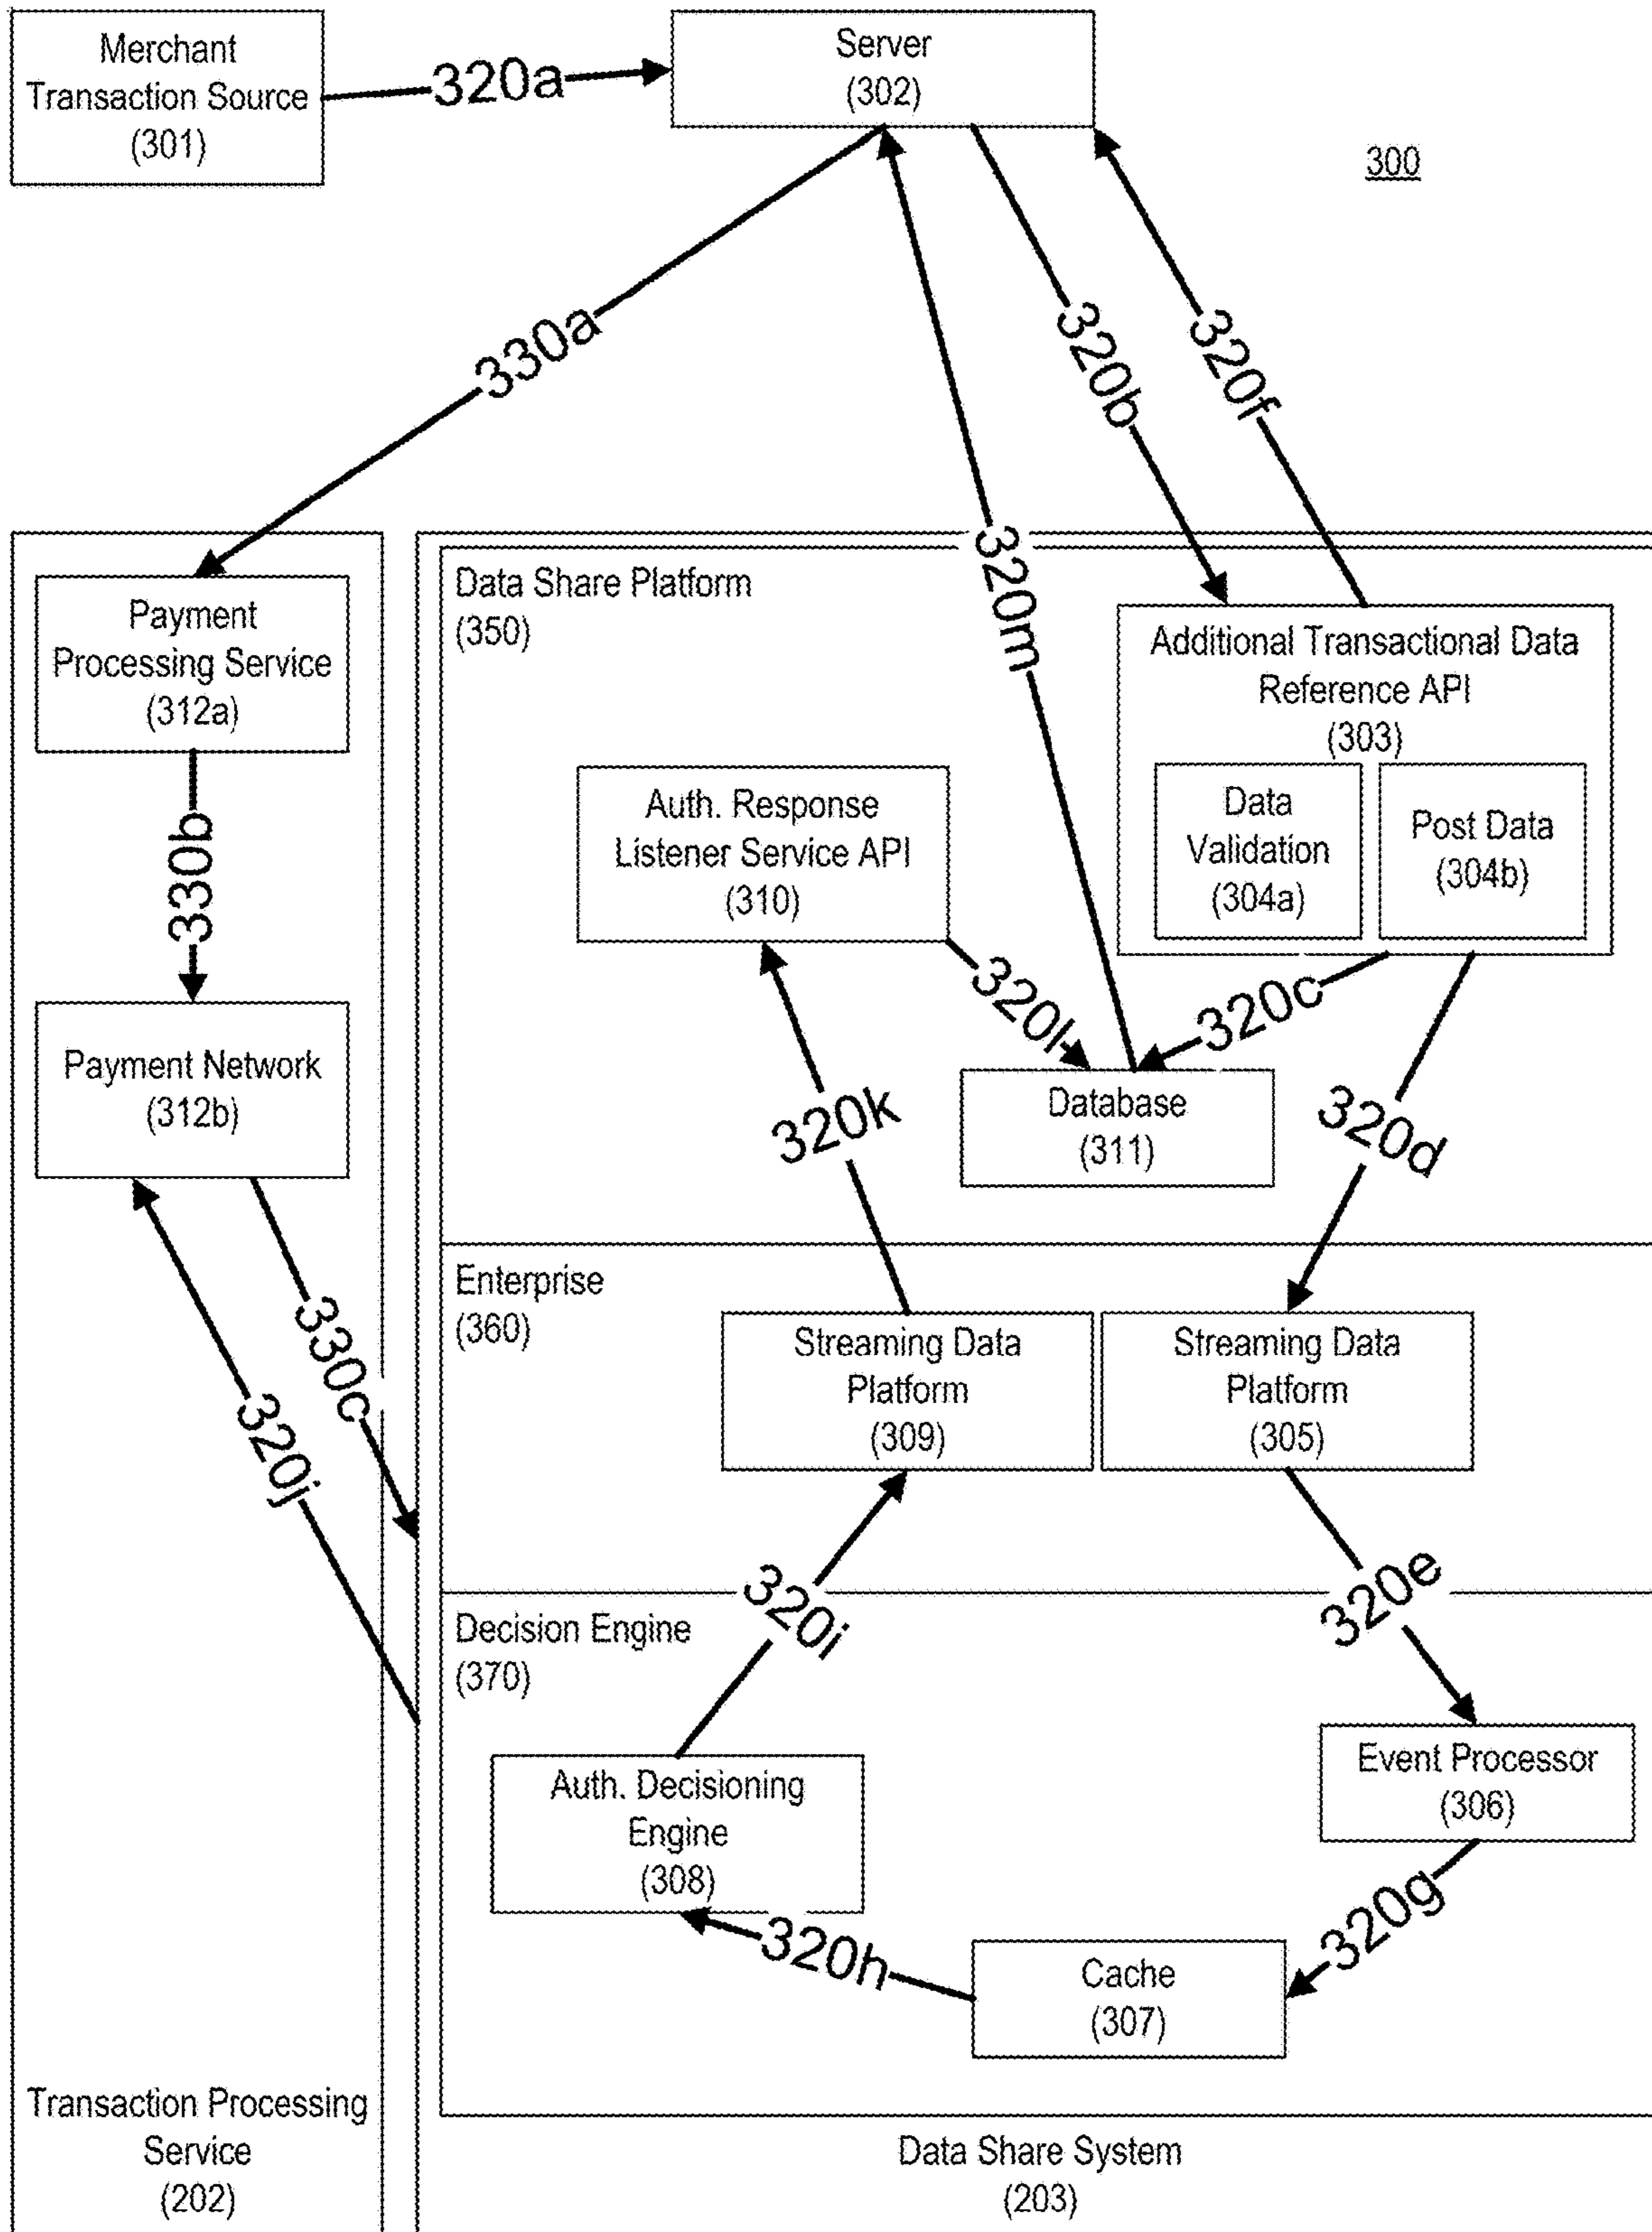 Merchant
Transaction Source
(301)
320a
Server
(302)
300
330a
320b
320f
320m
Payment
Processing Service
(312a)
330b
Payment Network
(312b)
330c
320j
Transaction Processing
Service
(202)
Data Share Platform
(350)
Additional Transactional Data
Reference API
(303)
Data
Validation
(304a)
Post Data
(304b)
Auth. Response
Listener Service API
(310)
320l
320c
320k
Database
(311)
320d
Enterprise
(360)
Streaming Data
Platform
(309)
Streaming Data
Platform
(305)
320i
320e
Decision Engine
(370)
Auth. Decisioning
Engine
(308)
Event Processor
(306)
320h
320g
Cache
(307)
Data Share System
(203)